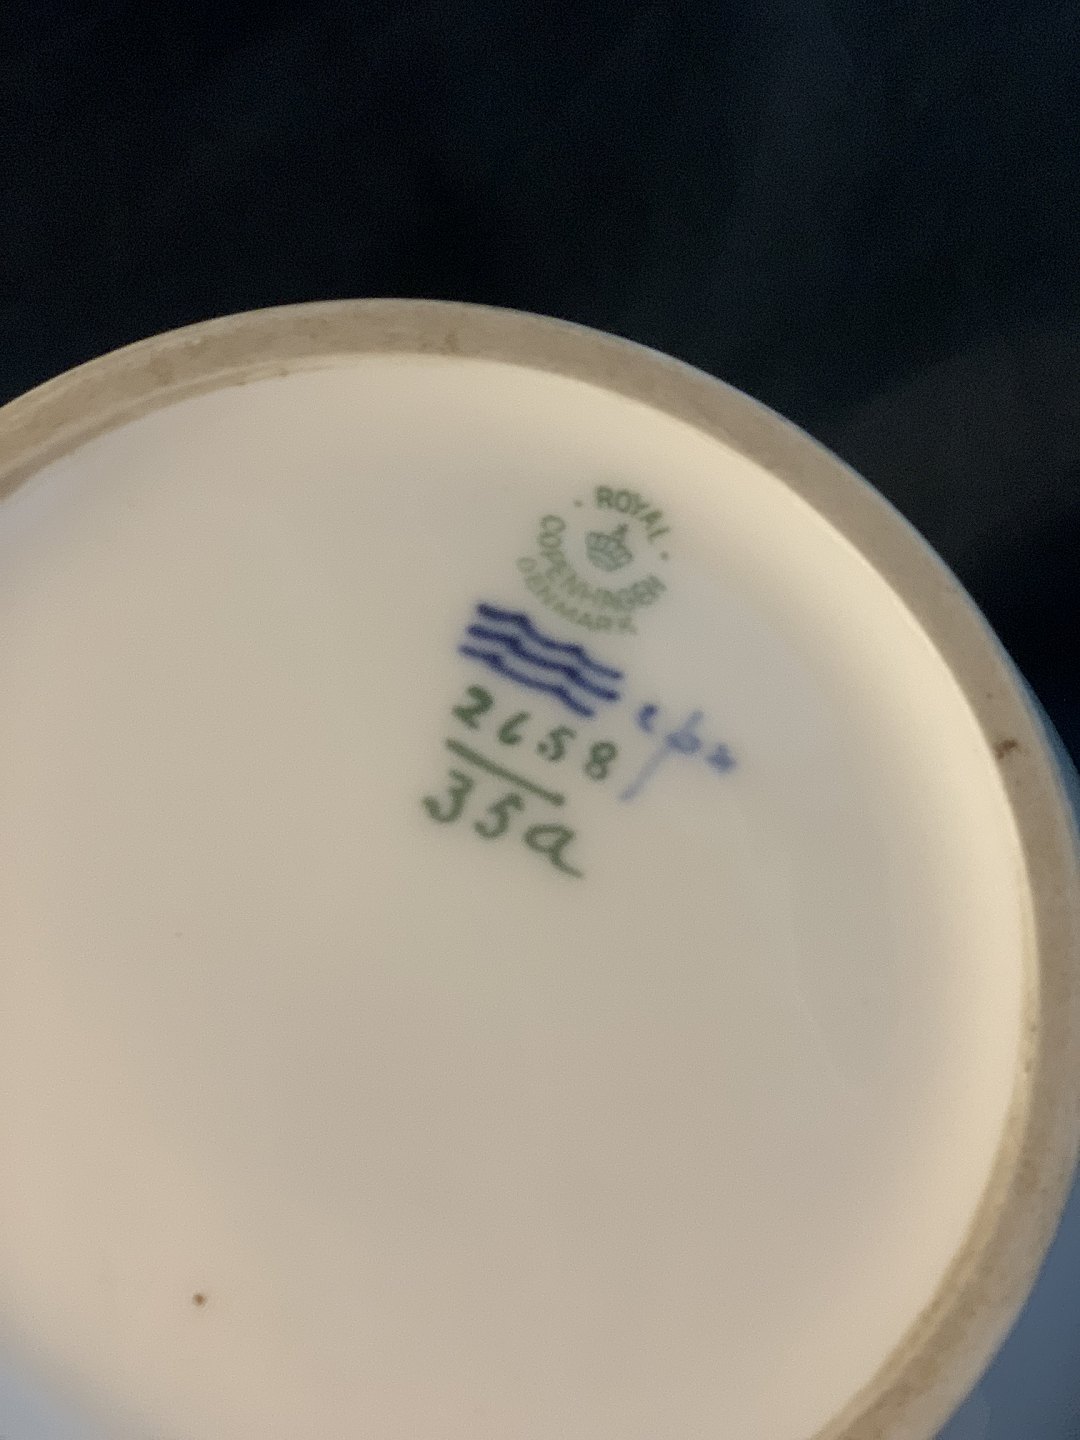 ROYAL
COPENHAGEN
DENMARK
2658
35a